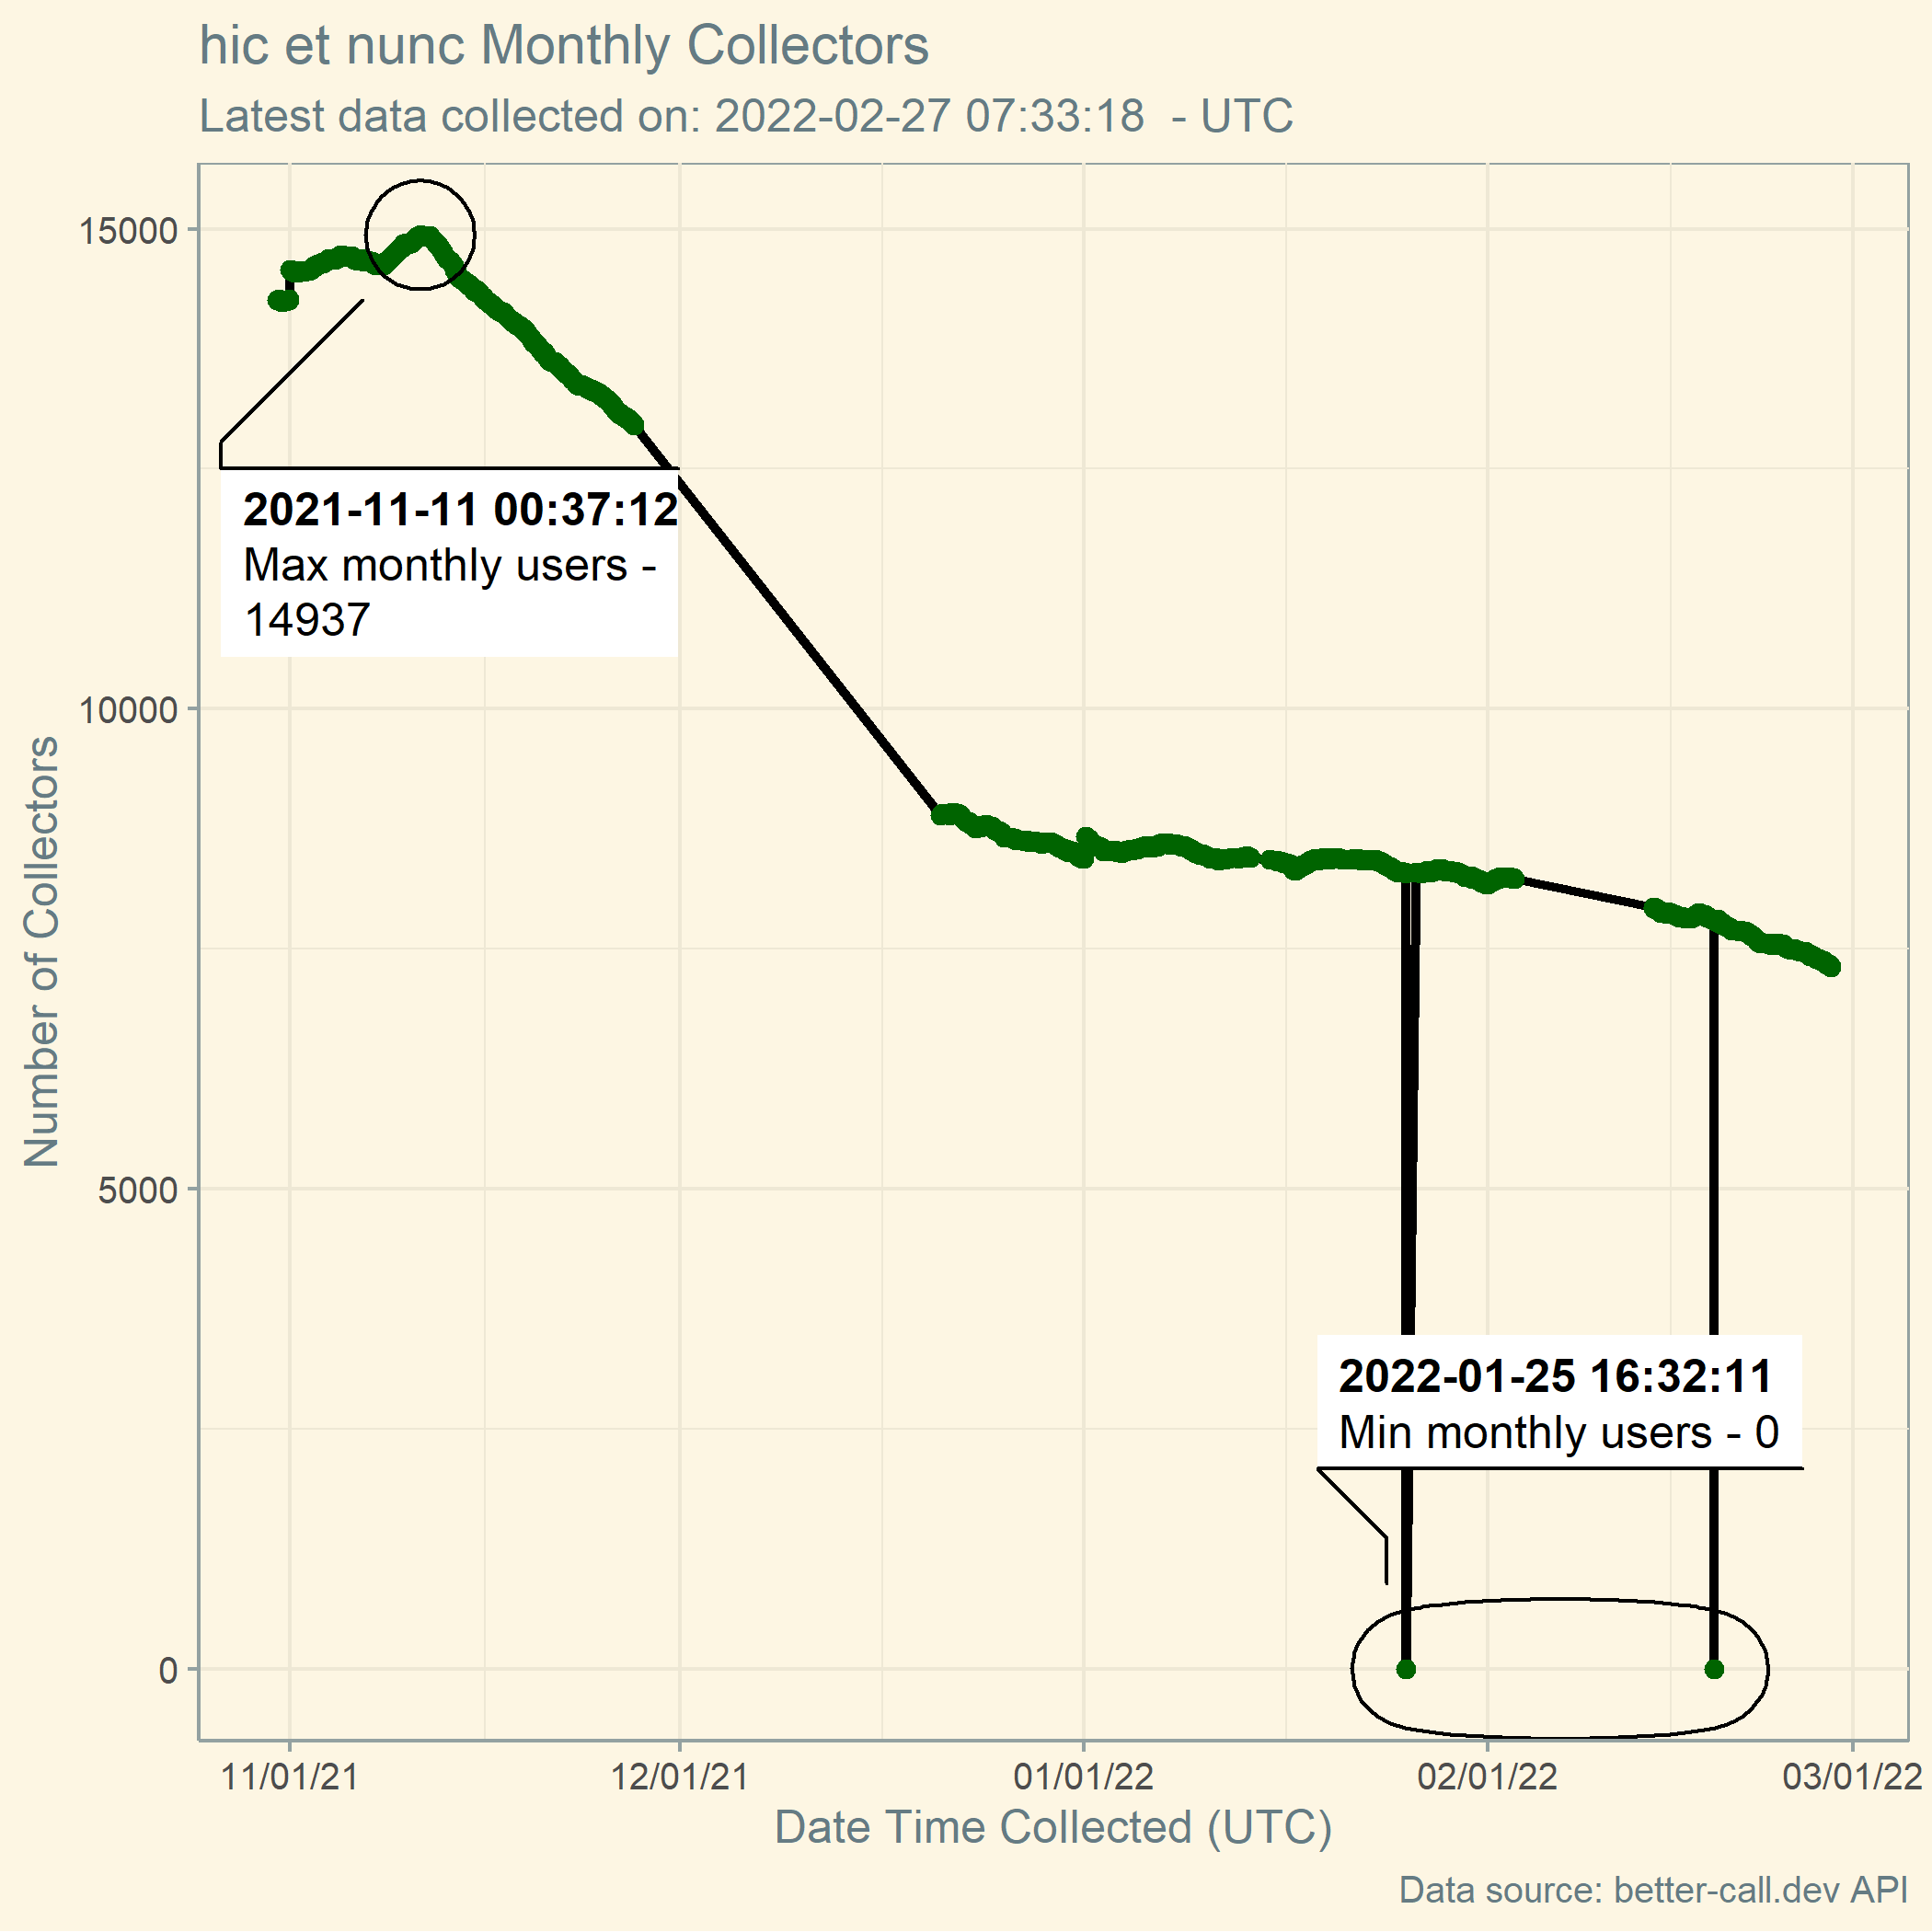 hic et nunc Monthly Collectors
Latest data collected on: 2022-02-27 07:33:18  - UTC
15000
10000
5000
0
Number of Collectors
2021-11-11 00:37:12
Max monthly users -
14937
2022-01-25 16:32:11
Min monthly users - 0
11/01/21
12/01/21
01/01/22
02/01/22
03/01/22
Date Time Collected (UTC)
Data source: better-call.dev API